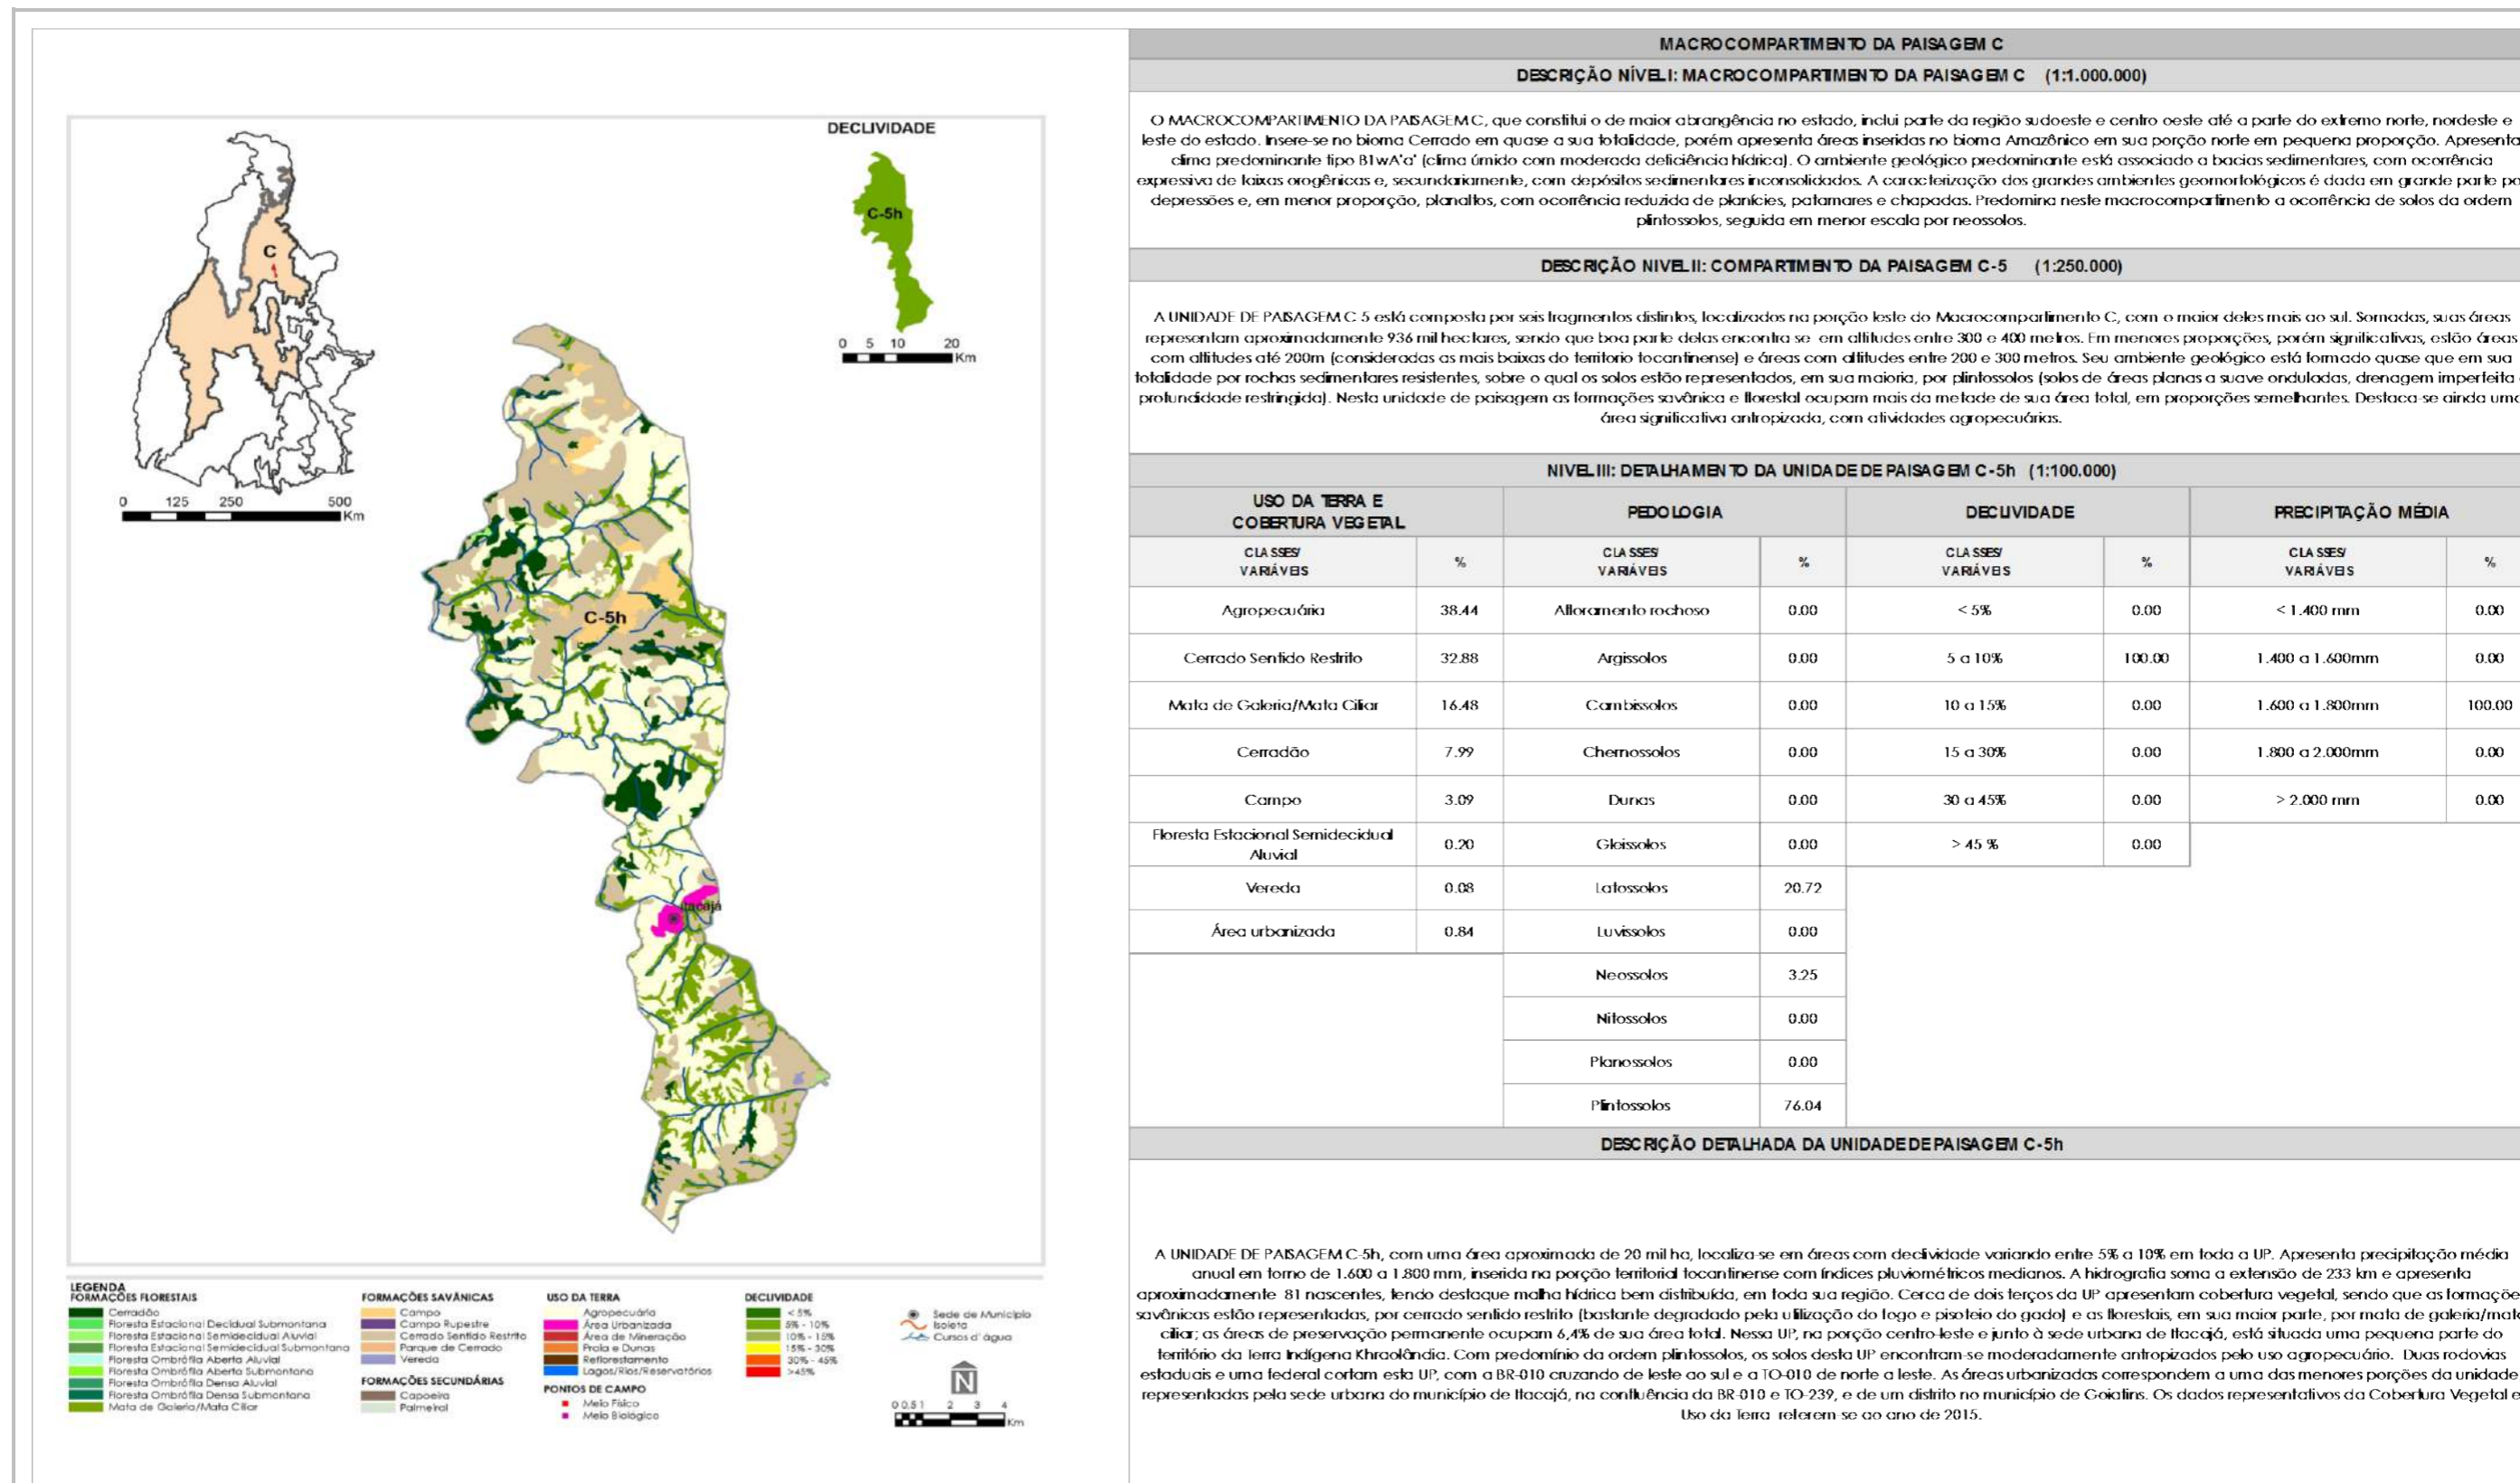 DECLIVIDADE
C-5h
0 5 10 20
Km
C
0 125 250 500
Km
C-5h
Itacajá
LEGENDA
FORMAÇÕES FLORESTAIS
Cerradão
Floresta Estacional Decidual Submontana
Floresta Estacional Semidecidual Aluvial
Floresta Estacional Semidecidual Submontana
Floresta Ombrófila Aberta Aluvial
Floresta Ombrófila Aberta Submontana
Floresta Ombrófila Densa Aluvial
Floresta Ombrófila Densa Submontana
Mata de Galeria/Mata Ciliar
FORMAÇÕES SAVÂNICAS
Campo
Campo Rupestre
Cerrado Sentido Restrito
Parque de Cerrado
Vereda
FORMAÇÕES SECUNDÁRIAS
Capoeira
Palmeiral
USO DA TERRA
Agropecuária
Área Urbanizada
Área de Mineração
Praia e Dunas
Reflorestamento
Lagos/Rios/Reservatórios
PONTOS DE CAMPO
Meio Físico
Meio Biológico
DECLIVIDADE
< 5%
5% - 10%
10% - 15%
15% - 30%
30% - 45%
>45%
Sede de Município
Isoieta
Cursos d'água
N
0 0,5 1 2 3 4
Km
MACROCOMPARTIMENTO DA PAISAGEM C
DESCRIÇÃO NÍVEL I: MACROCOMPARTIMENTO DA PAISAGEM C (1:1.000.000)
O MACROCOMPARTIMENTO DA PAISAGEM C, que constitui o de maior abrangência no estado, inclui parte da região sudoeste e centro oeste até a parte do extremo norte, nordeste e
leste do estado. Insere-se no bioma Cerrado em quase a sua totalidade, porém apresenta áreas inseridas no bioma Amazônico em sua porção norte em pequena proporção. Apresenta
clima predominante tipo B1wA'a' (clima úmido com moderada deficiência hídrica). O ambiente geológico predominante está associado a bacias sedimentares, com ocorrência
expressiva de faixas orogênicas e, secundariamente, com depósitos sedimentares inconsolidados. A caracterização dos grandes ambientes geomorfológicos é dada em grande parte po
depressões e, em menor proporção, planaltos, com ocorrência reduzida de planícies, patamares e chapadas. Predomina neste macrocompartimento a ocorrência de solos da ordem
plintossolos, seguida em menor escala por neossolos.
DESCRIÇÃO NIVEL II: COMPARTIMENTO DA PAISAGEM C-5 (1:250.000)
A UNIDADE DE PAISAGEM C 5 está composta por seis fragmentos distintos, localizados na porção leste do Macrocompartimento C, com o maior deles mais ao sul. Somadas, suas áreas
representam aproximadamente 936 mil hectares, sendo que boa parte delas encontra se em altitudes entre 300 e 400 metros. Em menores proporções, porém significativas, estão áreas
com altitudes até 200m (consideradas as mais baixas do territorio tocantinense) e áreas com altitudes entre 200 e 300 metros. Seu ambiente geológico está formado quase que em sua
totalidade por rochas sedimentares resistentes, sobre o qual os solos estão representados, em sua maioria, por plintossolos (solos de áreas planas a suave onduladas, drenagem imperfeita
profundidade restringida). Nesta unidade de paisagem as formações savânica e florestal ocupam mais da metade de sua área total, em proporções semelhantes. Destaca-se ainda uma
área significativa antropizada, com atividades agropecuárias.
NIVEL III: DETALHAMENTO DA UNIDADE DE PAISAGEM C-5h (1:100.000)
USO DA TERRA E COBERTURA VEGETAL PEDOLOGIA DECLIVIDADE PRECIPITAÇÃO MÉDIA
CLASSES/ VARIÁVEIS % CLASSES/ VARIÁVEIS % CLASSES/ VARIÁVEIS % CLASSES/ VARIÁVEIS %
Agropecuária 38.44 Afloramento rochoso 0.00 < 5% 0.00 < 1.400 mm 0.00
Cerrado Sentido Restrito 32.88 Argissolos 0.00 5 a 10% 100.00 1.400 a 1.600mm 0.00
Mata de Galeria/Mata Ciliar 16.48 Cambissolos 0.00 10 a 15% 0.00 1.600 a 1.800mm 100.00
Cerradão 7.99 Chernossolos 0.00 15 a 30% 0.00 1.800 a 2.000mm 0.00
Campo 3.09 Dunas 0.00 30 a 45% 0.00 > 2.000 mm 0.00
Floresta Estacional Semidecidual Aluvial 0.20 Gleissolos 0.00 > 45 % 0.00
Vereda 0.08 Latossolos 20.72
Área urbanizada 0.84 Luvissolos 0.00
Neossolos 3.25
Nitossolos 0.00
Planossolos 0.00
Plintossolos 76.04
DESCRIÇÃO DETALHADA DA UNIDADE DE PAISAGEM C-5h
A UNIDADE DE PAISAGEM C-5h, com uma área aproximada de 20 mil ha, localiza-se em áreas com declividade variando entre 5% a 10% em toda a UP. Apresenta precipitação média
anual em torno de 1.600 a 1.800 mm, inserida na porção territorial tocantinense com índices pluviométricos medianos. A hidrografia soma a extensão de 233 km e apresenta
aproximadamente 81 nascentes, tendo destaque malha hídrica bem distribuída, em toda sua região. Cerca de dois terços da UP apresentam cobertura vegetal, sendo que as formaçõe
savânicas estão representadas, por cerrado sentido restrito (bastante degradado pela utilização do fogo e pisoteio do gado) e as florestais, em sua maior parte, por mata de galeria/mata
ciliar; as áreas de preservação permanente ocupam 6,4% de sua área total. Nessa UP, na porção centro-leste e junto à sede urbana de Itacajá, está situada uma pequena parte do
território da Terra Indígena Khraolândia. Com predomínio da ordem plintossolos, os solos desta UP encontram-se moderadamente antropizados pelo uso agropecuário. Duas rodovias
estaduais e uma federal cortam esta UP, com a BR-010 cruzando de leste ao sul e a TO-010 de norte a leste. As áreas urbanizadas correspondem a uma das menores porções da unidade
representadas pela sede urbana do município de Itacajá, na confluência da BR-010 e TO-239, e de um distrito no município de Goiatins. Os dados representativos da Cobertura Vegetal e
Uso da Terra referem se ao ano de 2015.